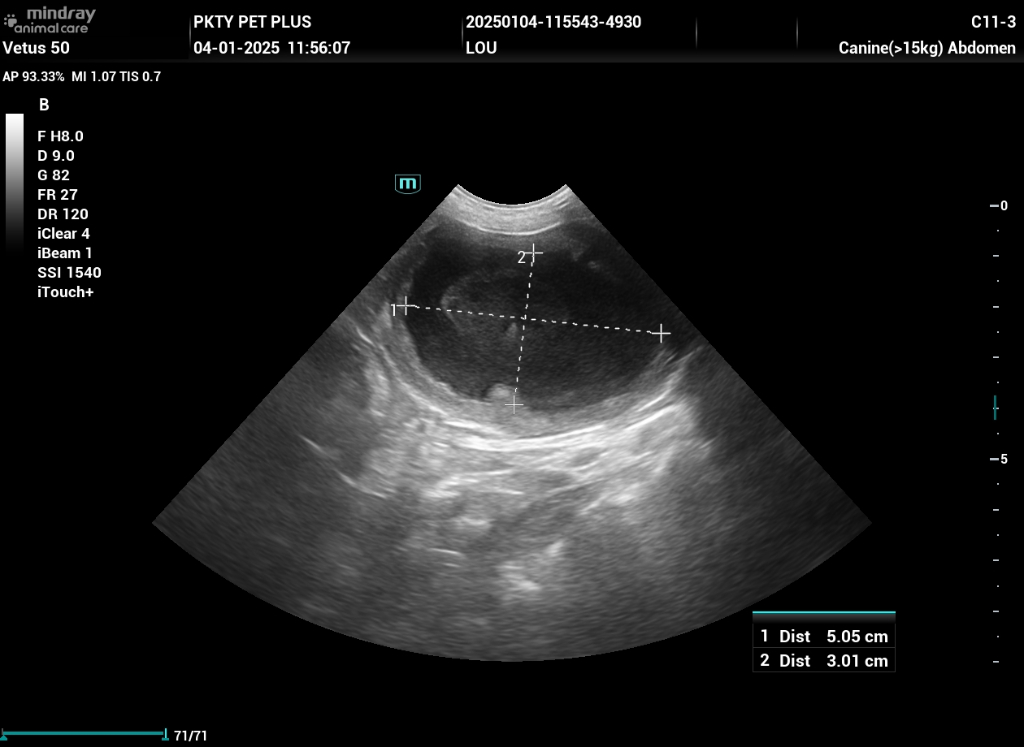 mindray
animalcare
Vetus 50
PKTY PET PLUS
04-01-2025 11:56:07
20250104-115543-4930
LOU
C11-3
Canine(>15kg) Abdomen
AP 93.33% MI 1.07 TIS 0.7
B
F H8.0
D 9.0
G 82
FR 27
DR 120
iClear 4
iBeam 1
SSI 1540
iTouch+
m
0
2
1
5
1 Dist 5.05 cm
2 Dist 3.01 cm
71/71